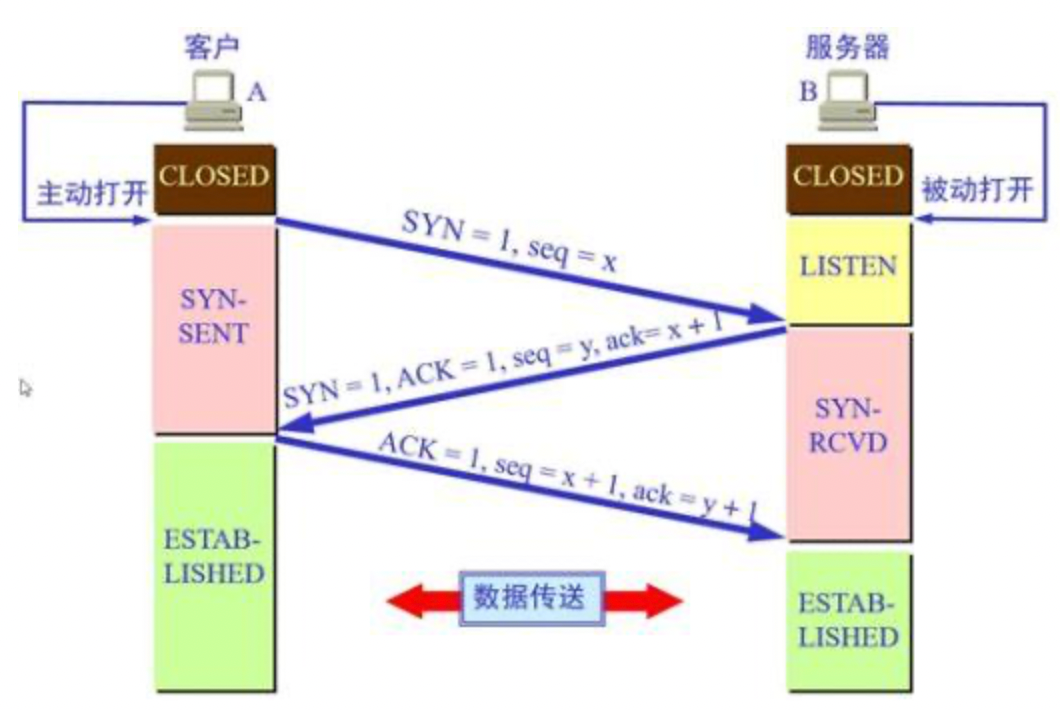 客户
服务器
A
B
CLOSED
CLOSED
主动打开
被动打开
SYN = 1, seq = x
LISTEN
SYN-
SENT
SYN = 1, ACK = 1, seq = y, ack= x + 1
SYN-
RCVD
ACK = 1, seq = x + 1, ack = y + 1
ESTAB-
LISHED
数据传送
ESTAB-
LISHED